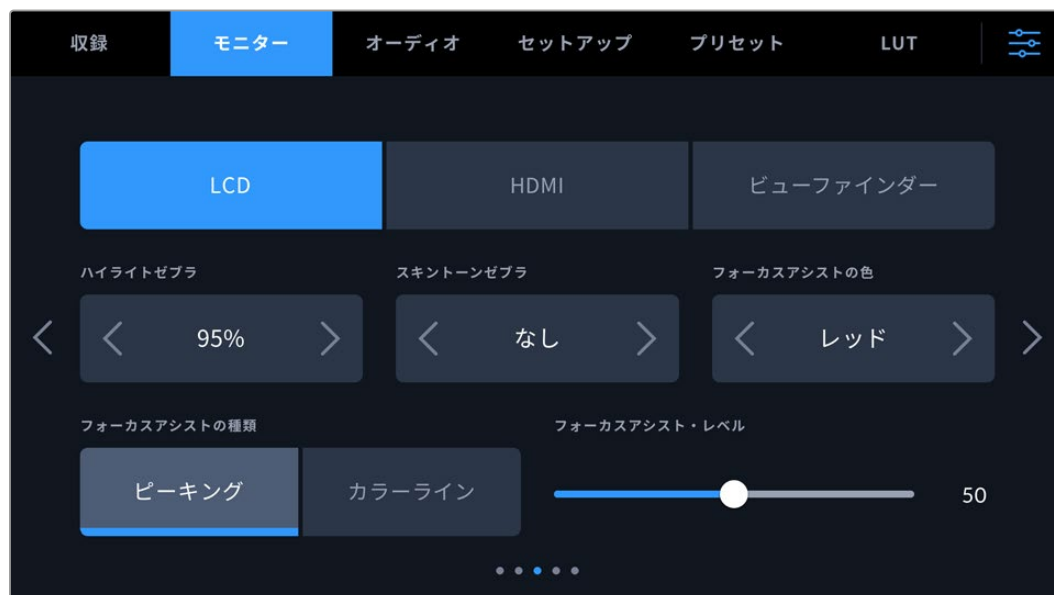 収録 モニター オーディオ セットアップ プリセット LUT
LCD HDMI ビューファインダー
ハイライトゼブラ スキントーンゼブラ フォーカスアシストの色
95% なし レッド
フォーカスアシストの種類 フォーカスアシスト・レベル
ピーキング カラーライン 50